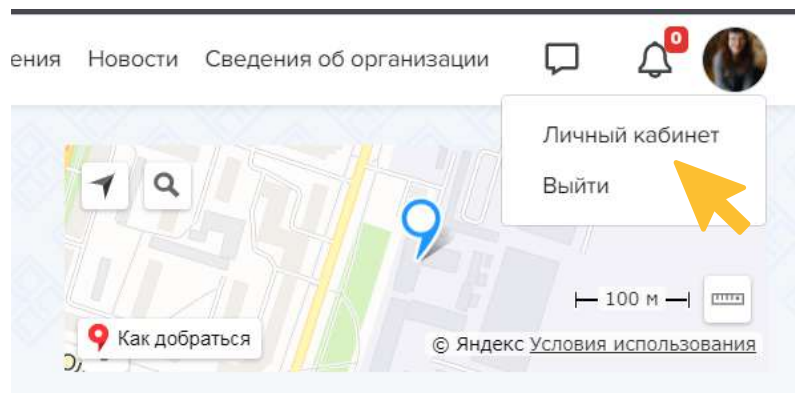 ения Новости Сведения об организации
0
Личный кабинет
Выйти
100 м
Как добраться
© Яндекс Условия использования